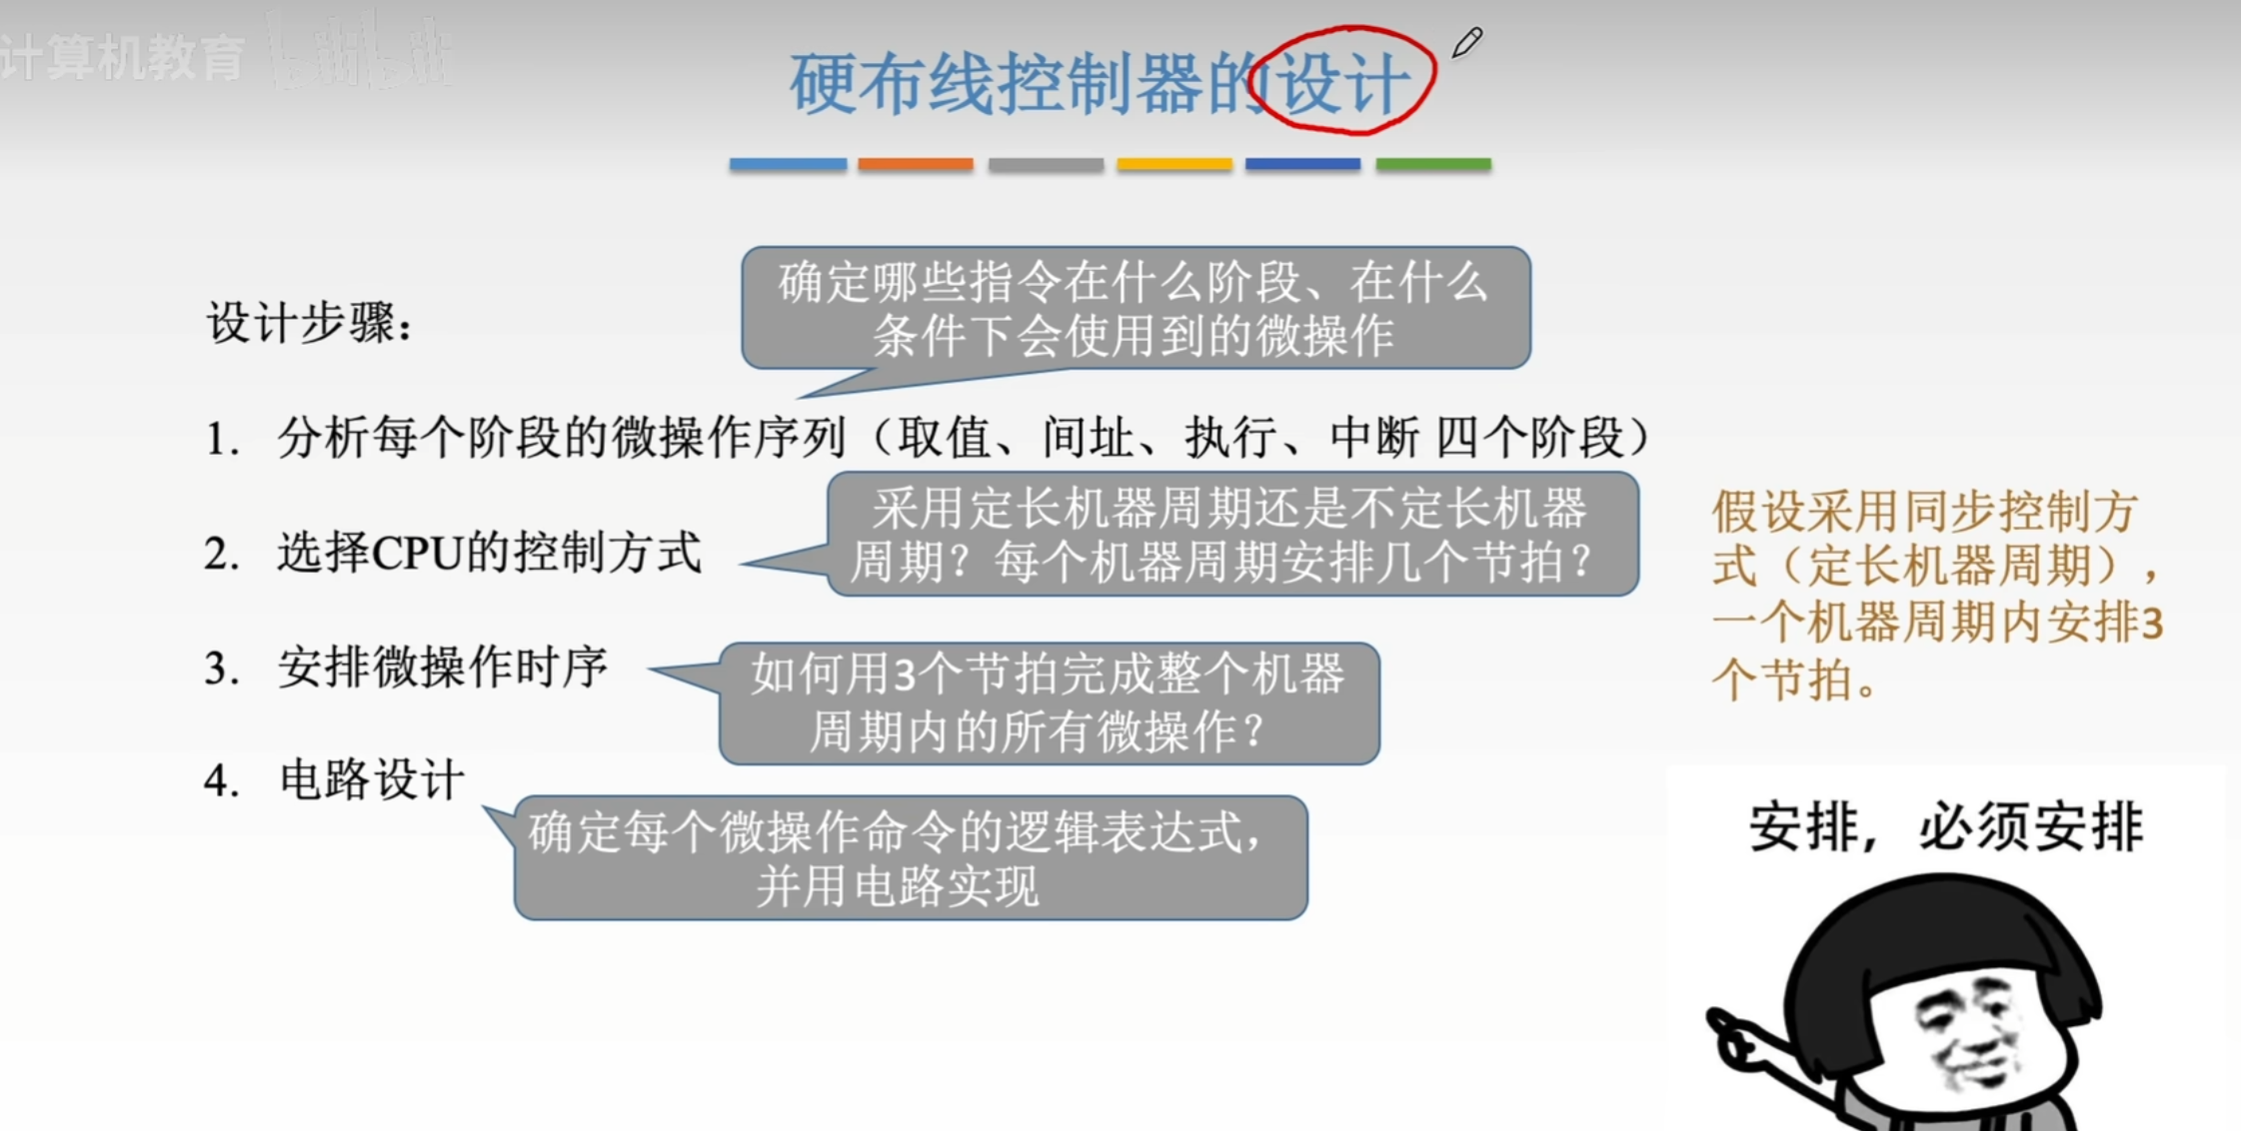 计算机教育 bilibili
硬布线控制器的设计
确定哪些指令在什么阶段、在什么
条件下会使用到的微操作
设计步骤：
1. 分析每个阶段的微操作序列（取值、间址、执行、中断 四个阶段）
2. 选择CPU的控制方式
采用定长机器周期还是不定长机器
周期？每个机器周期安排几个节拍？
假设采用同步控制方
式（定长机器周期），
一个机器周期内安排3
个节拍。
3. 安排微操作时序
如何用3个节拍完成整个机器
周期内的所有微操作？
4. 电路设计
确定每个微操作命令的逻辑表达式，
并用电路实现
安排，必须安排